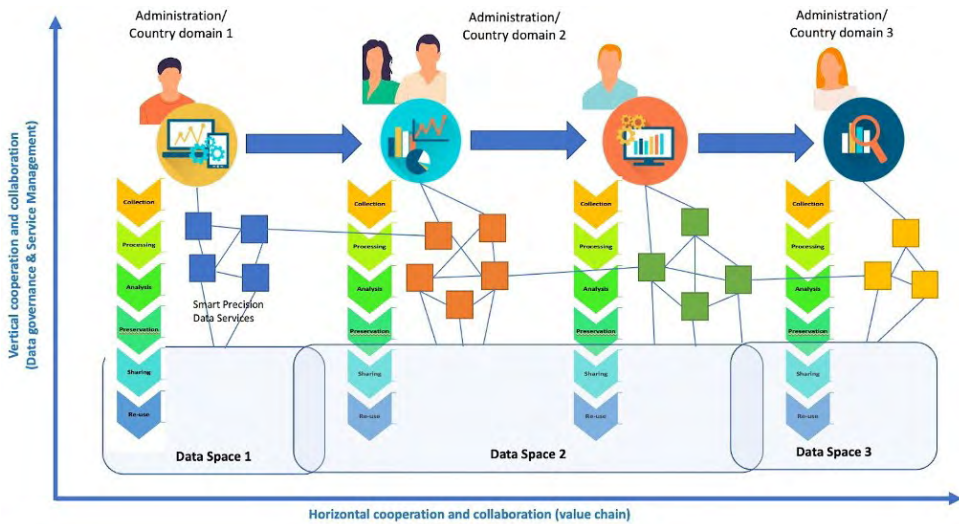 Administration/
Country domain 1
Administration/
Country domain 2
Administration/
Country domain 3
Vertical cooperation and collaboration
(Data governance & Service Management)
Collection
Processing
Analysis
Preservation
Sharing
Re-use
Smart Precision
Data Services
Collection
Processing
Analysis
Preservation
Sharing
Re-use
Collection
Processing
Analysis
Preservation
Sharing
Re-use
Collection
Processing
Analysis
Preservation
Sharing
Re-use
Data Space 1
Data Space 2
Data Space 3
Horizontal cooperation and collaboration (value chain)